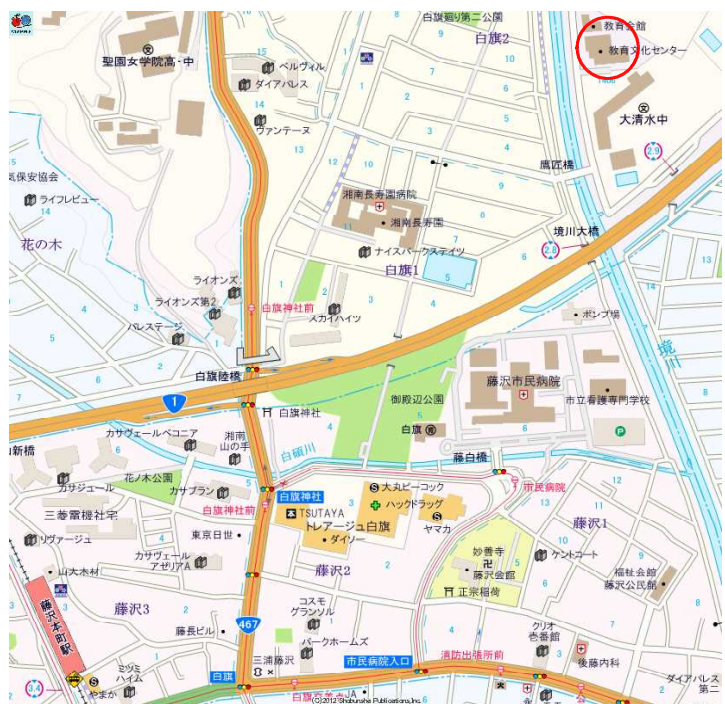 教育会館
教育文化センター
白旗廻り第二公園
白旗2
聖園女学院高・中
ベルヴィル
ダイアパレス
ヴァンテーヌ
大清水中
2.9
鷹匠橋
気保安協会
ライフレビュー
花の木
湘南長寿園病院
湘南長寿園
境川大橋
2.8
ナイスパークステイツ
白旗1
ライオンズ
ライオンズ第2
白旗神社前
スカイハイツ
パレステージ
ポンプ場
境川
白旗陸橋
1
御殿辺公園
藤沢市民病院
市立看護専門学校
白旗神社
カサヴェールベコニア
湘南
山の手
白旗
白旗川
藤白橋
山新橋
花ノ木公園
カサジュール
カサブラン
白旗神社
大丸ピーコック
市民病院
三菱電機社宅
白旗神社前
TSUTAYA
ハックドラッグ
トレアージュ白旗
ヤマカ
藤沢1
リヴァージュ
東京日世
ダイソー
妙善寺
ケントコート
山大木材
カサヴェール
アゼリアA
藤沢2
藤沢会館
福祉会館
藤沢公民館
正宗稲荷
藤沢本町駅
藤沢3
コスモ
グランソル
藤長ビル
467
パークホームズ
クリオ
壱番館
消防出張所前
後藤内科
三浦藤沢
市民病院入口
ミツミ
ハイム
白旗
ダイアパレス
第二
3.4
やまか
JA
(C)2012 Shobunsha Publications,Inc.